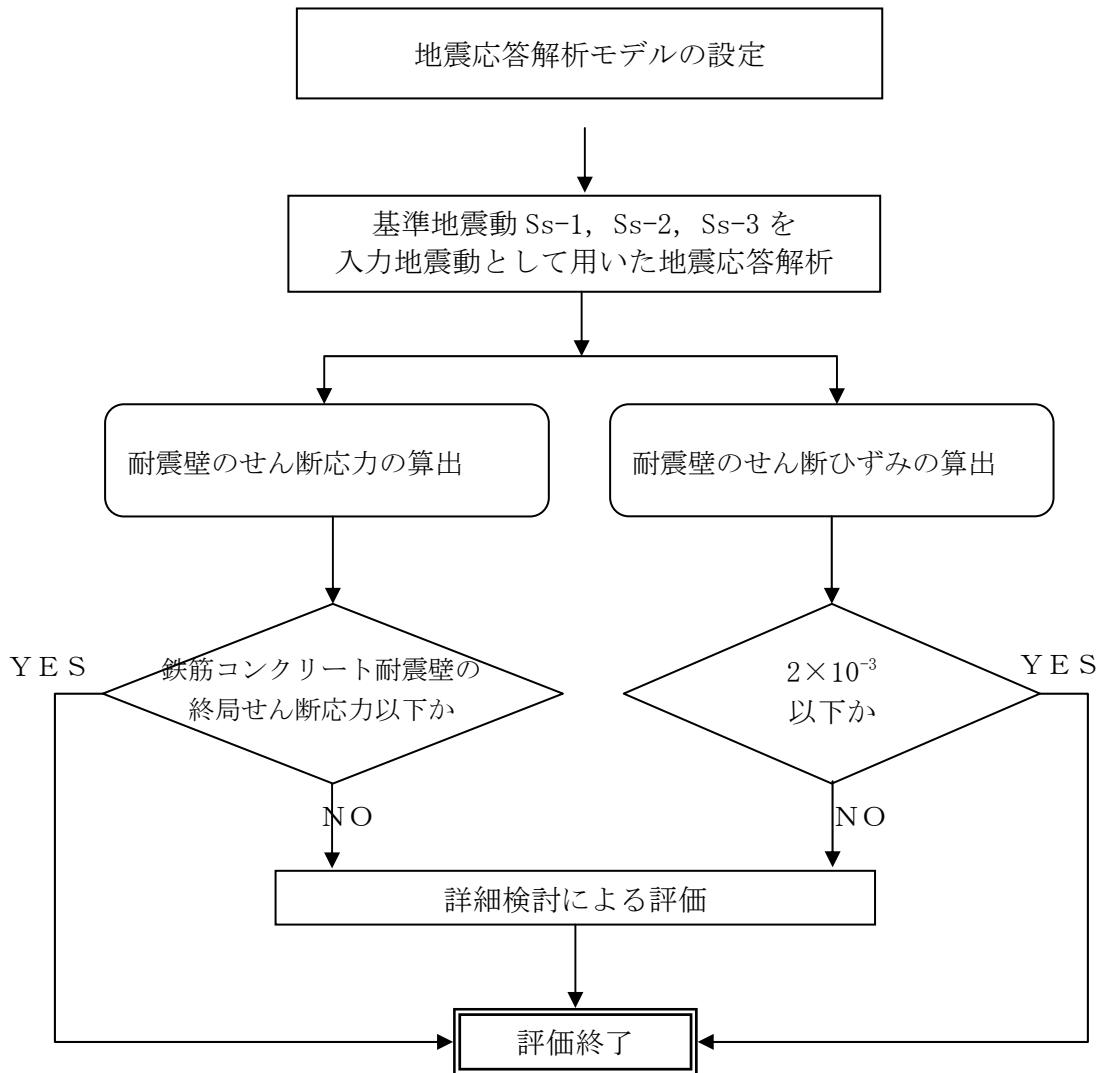 地震応答解析モデルの設定
基準地震動 Ss-1, Ss-2, Ss-3 を
入力地震動として用いた地震応答解析
耐震壁のせん断応力の算出
耐震壁のせん断ひずみの算出
YES
鉄筋コンクリート耐震壁の
終局せん断応力以下か
2×10⁻³
以下か
YES
NO
NO
詳細検討による評価
評価終了